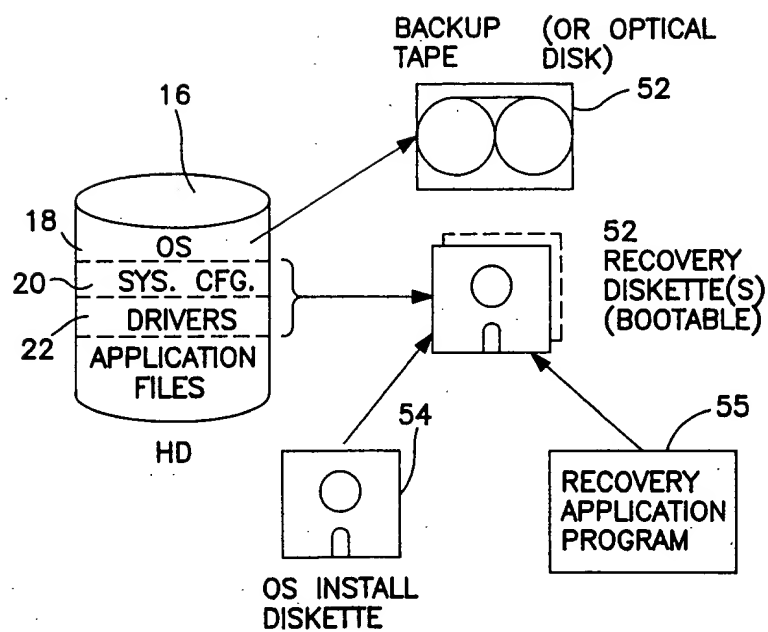 BACKUP TAPE
(OR OPTICAL DISK)
52
16
18
OS
20
SYS. CFG.
22
DRIVERS
APPLICATION
FILES
HD
52
RECOVERY
DISKETTE(S)
(BOOTABLE)
54
OS INSTALL
DISKETTE
55
RECOVERY
APPLICATION
PROGRAM